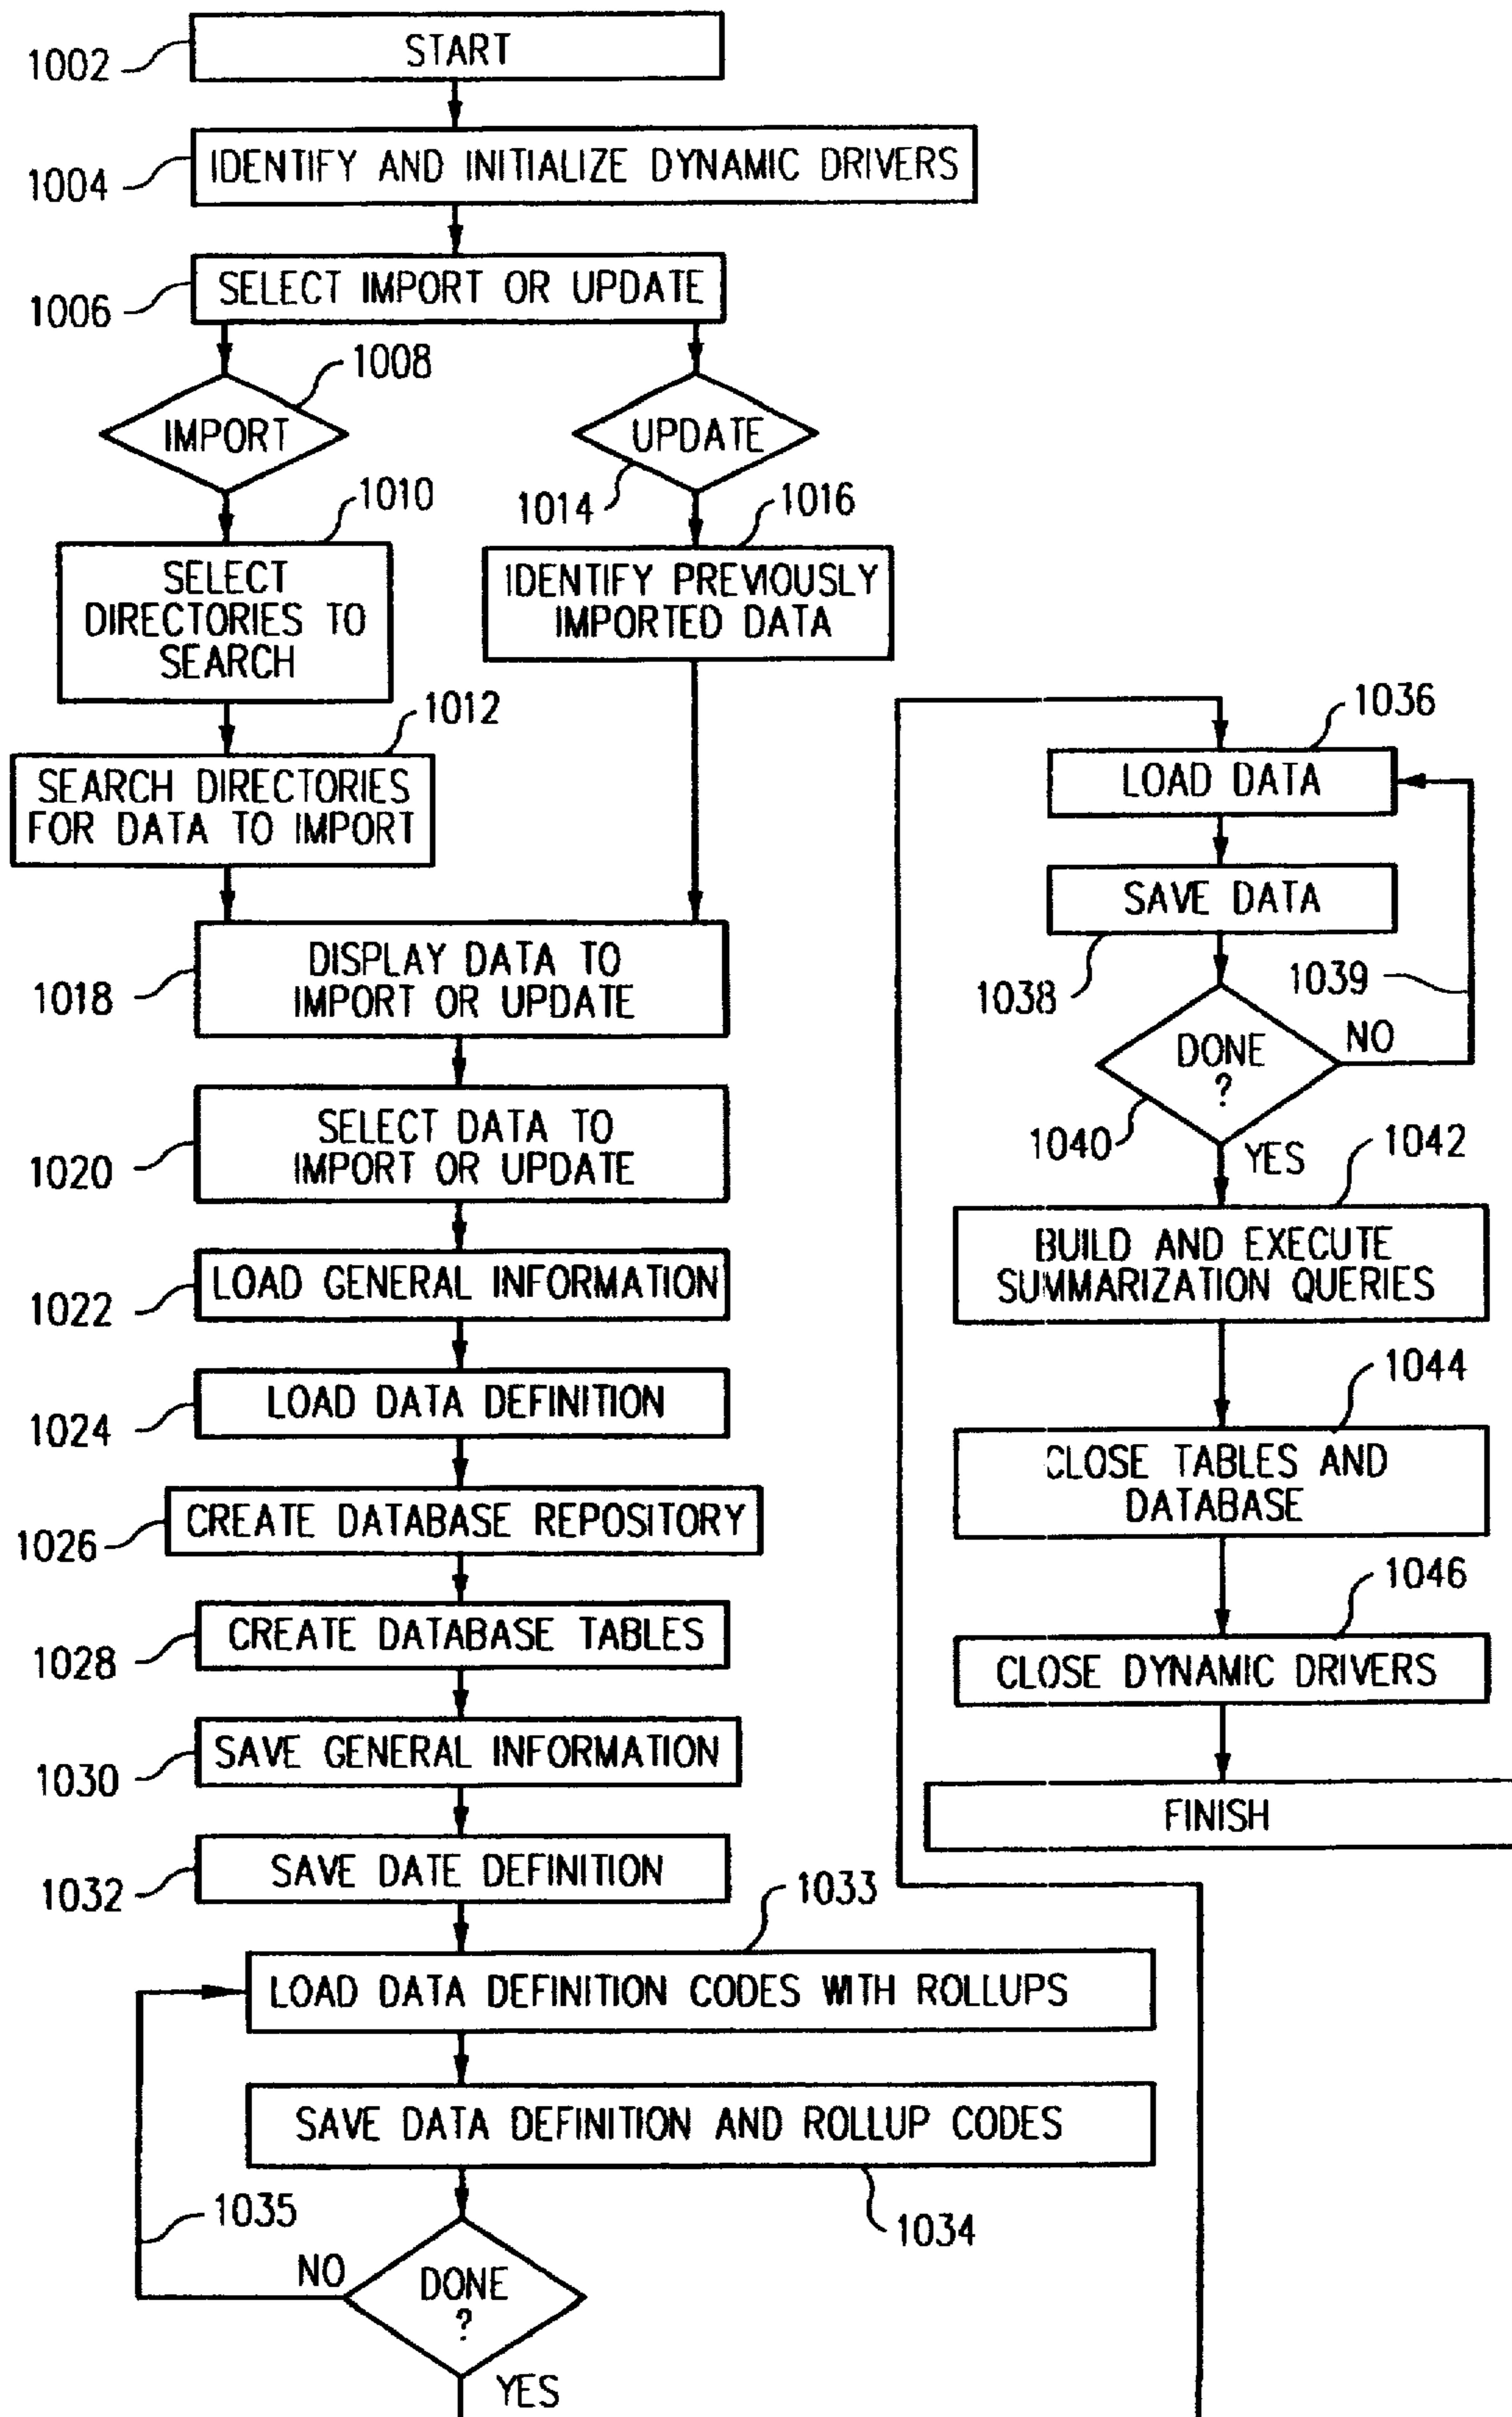 1002
START
1004
IDENTIFY AND INITIALIZE DYNAMIC DRIVERS
1006
SELECT IMPORT OR UPDATE
1008
IMPORT
UPDATE
1014
1010
SELECT
DIRECTORIES TO
SEARCH
1016
IDENTIFY PREVIOUSLY
IMPORTED DATA
1012
SEARCH DIRECTORIES
FOR DATA TO IMPORT
1018
DISPLAY DATA TO
IMPORT OR UPDATE
1020
SELECT DATA TO
IMPORT OR UPDATE
1022
LOAD GENERAL INFORMATION
1024
LOAD DATA DEFINITION
1026
CREATE DATABASE REPOSITORY
1028
CREATE DATABASE TABLES
1030
SAVE GENERAL INFORMATION
1032
SAVE DATE DEFINITION
1033
LOAD DATA DEFINITION CODES WITH ROLLUPS
SAVE DATA DEFINITION AND ROLLUP CODES
1034
1035
NO
DONE
?
YES
1036
LOAD DATA
SAVE DATA
1038
1039
DONE
?
NO
1040
YES
1042
BUILD AND EXECUTE
SUMMARIZATION QUERIES
1044
CLOSE TABLES AND
DATABASE
1046
CLOSE DYNAMIC DRIVERS
FINISH